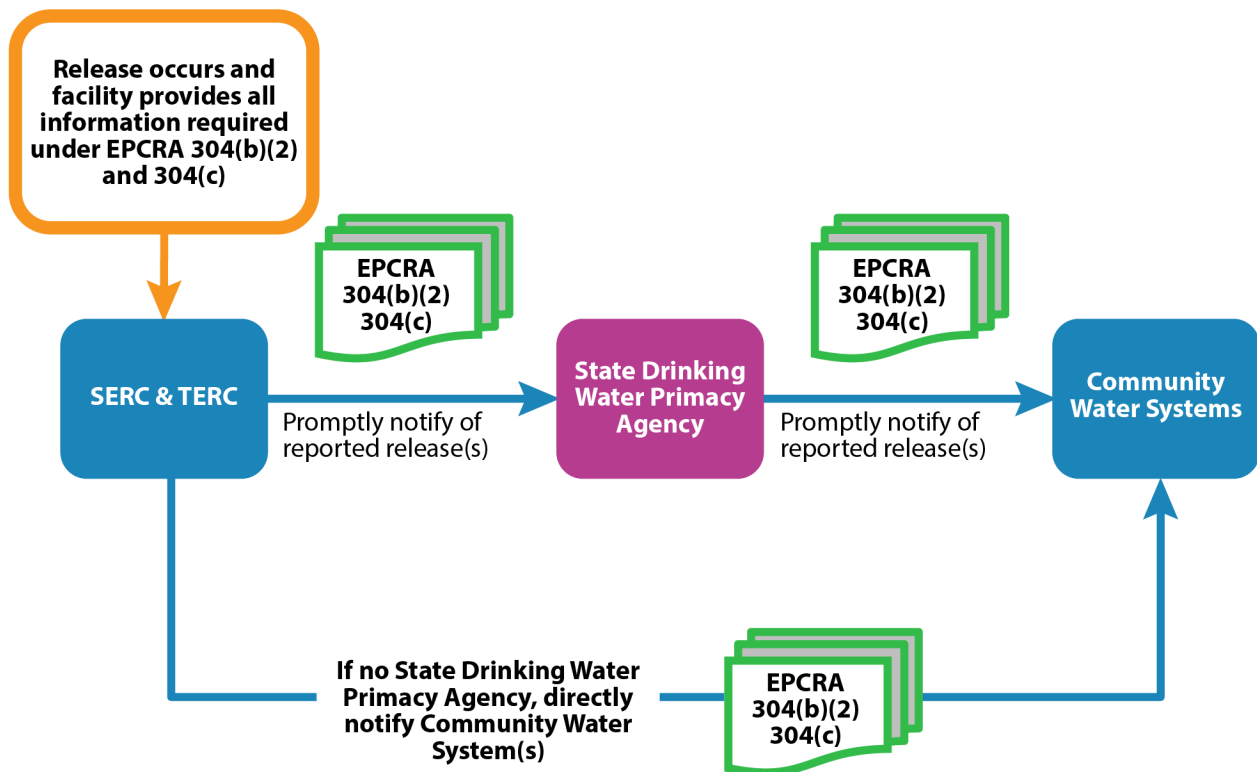 Release occurs and
facility provides all
information required
under EPCRA 304(b)(2)
and 304(c)
EPCRA
304(b)(2)
304(c)
EPCRA
304(b)(2)
304(c)
SERC & TERC
Promptly notify of
reported release(s)
State Drinking
Water Primacy
Agency
Promptly notify of
reported release(s)
Community
Water Systems
If no State Drinking Water
Primacy Agency, directly
notify Community Water
System(s)
EPCRA
304(b)(2)
304(c)